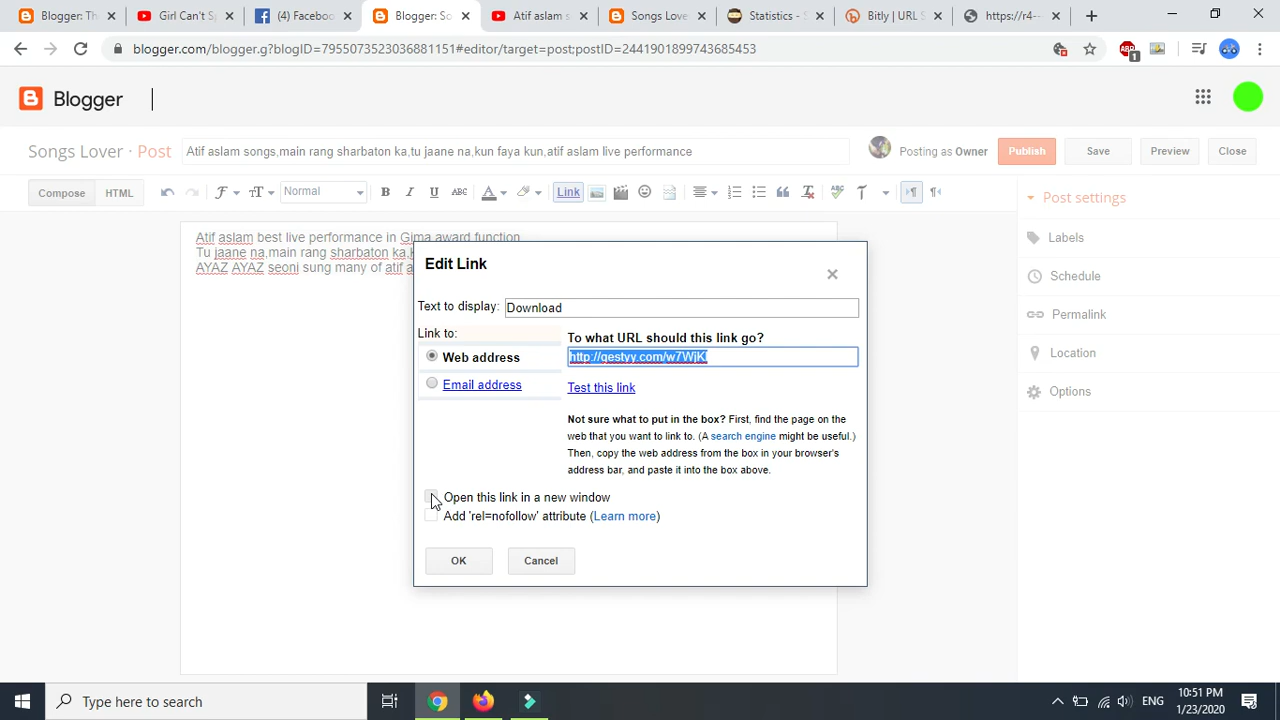 Blogger: Th
Girl Can't S
(4) Faceboo
Blogger: So
Atif aslam s
Songs Love
Statistics - S
Bitly | URL S
https://r4---
blogger.com/blogger.g?blogID=7955073523036881151#editor/target=post;postID=2441901899743685453
ABP 1
Blogger
Songs Lover · Post
Atif aslam songs,main rang sharbaton ka,tu jaane na,kun faya kun,atif aslam live performance
Posting as Owner
Publish
Save
Preview
Close
Compose
HTML
Normal
B I U ABC A
Link
Post settings
Labels
Schedule
Permalink
Location
Options
Atif aslam best live performance in Gima award function
Tu jaane na,main rang sharbaton ka,
AYAZ AYAZ seoni sung many of atif a
Edit Link
Text to display: Download
Link to:
Web address
Email address
To what URL should this link go?
http://gestyy.com/w7WjK
Test this link
Not sure what to put in the box? First, find the page on the
web that you want to link to. (A search engine might be useful.)
Then, copy the web address from the box in your browser's
address bar, and paste it into the box above.
Open this link in a new window
Add 'rel=nofollow' attribute (Learn more)
OK
Cancel
Type here to search
ENG
10:51 PM
1/23/2020